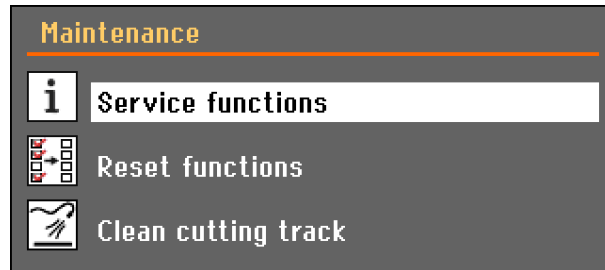 Maintenance
i Service functions
Reset functions
Clean cutting track